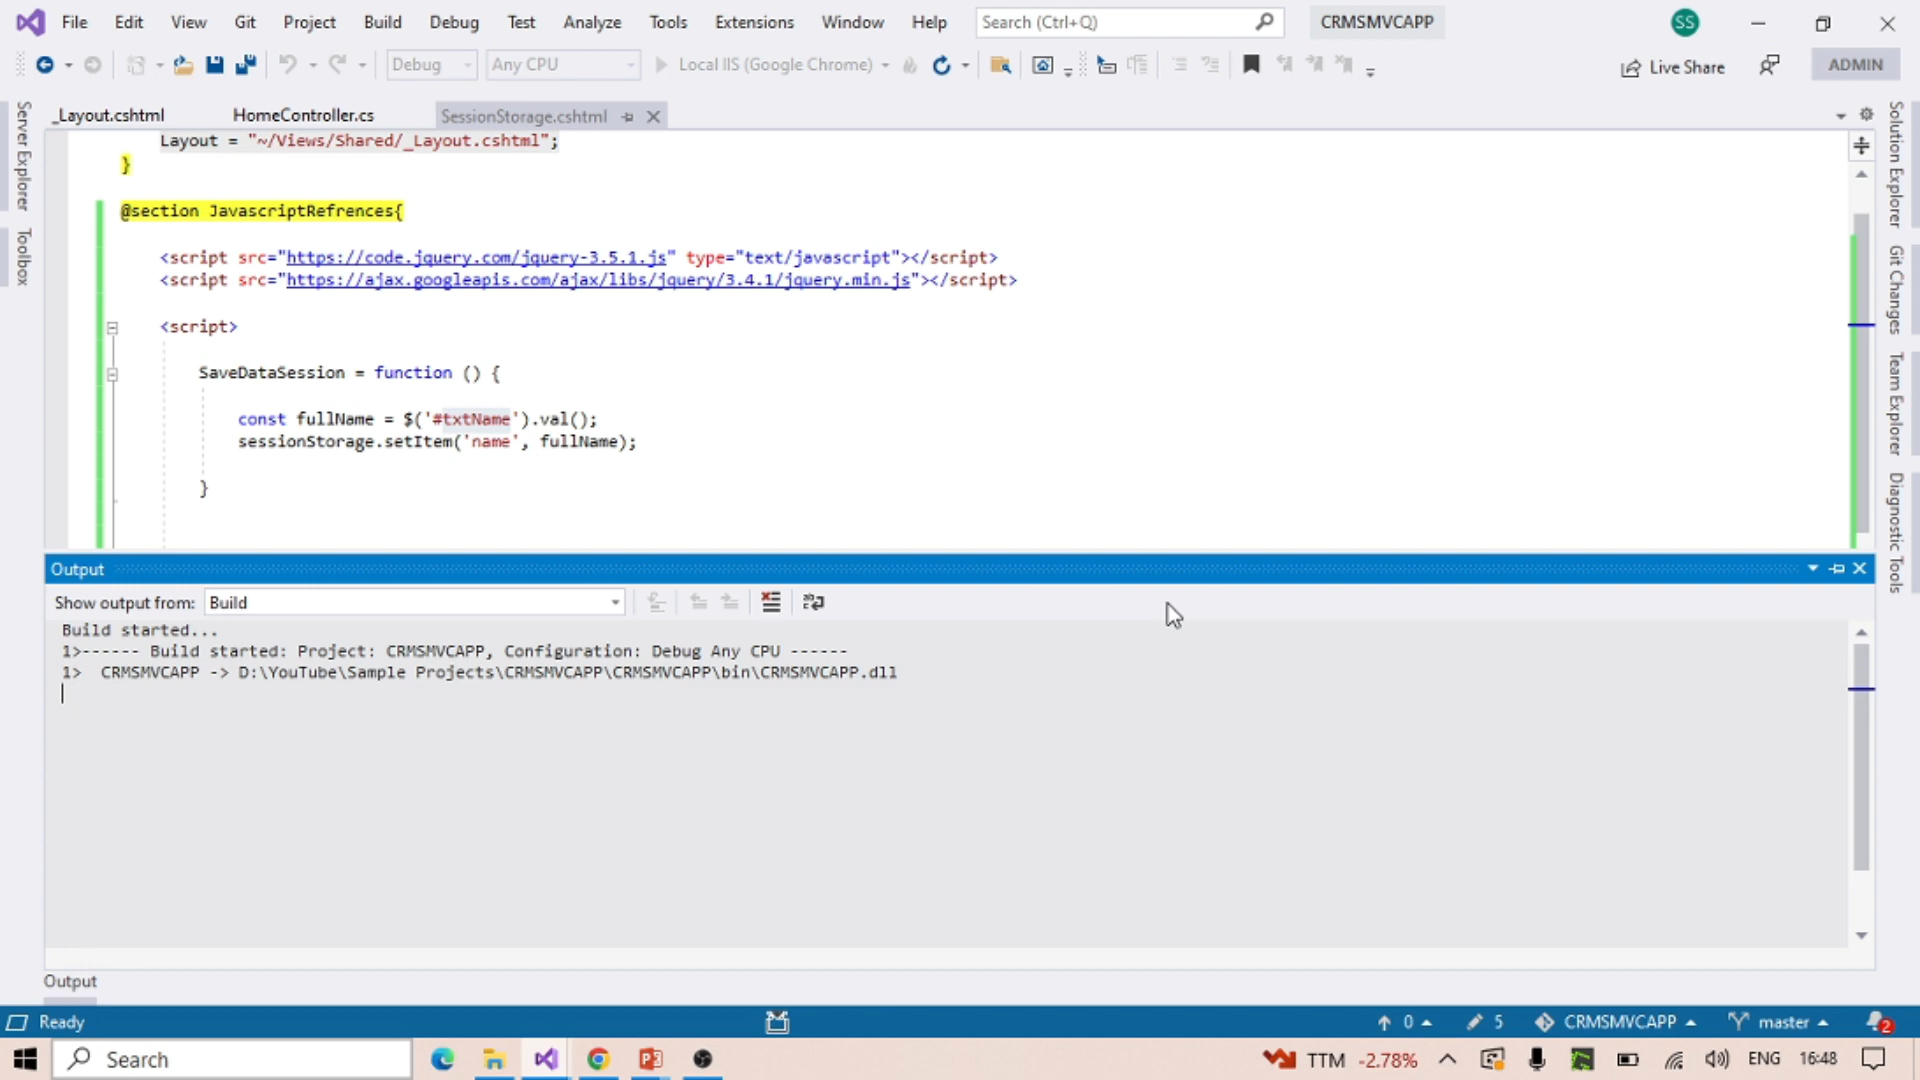 File Edit View Git Project Build Debug Test Analyze Tools Extensions Window Help Search (Ctrl+Q) CRMSMVCAPP SS
Debug Any CPU Local IIS (Google Chrome) Live Share ADMIN
_Layout.cshtml HomeController.cs SessionStorage.cshtml
Server Explorer
Toolbox
Layout = "~/Views/Shared/_Layout.cshtml";
}
@section JavascriptRefrences{
<script src="https://code.jquery.com/jquery-3.5.1.js" type="text/javascript"></script>
<script src="https://ajax.googleapis.com/ajax/libs/jquery/3.4.1/jquery.min.js"></script>
<script>
SaveDataSession = function () {
const fullName = $('#txtName').val();
sessionStorage.setItem('name', fullName);
}
Solution Explorer
Git Changes
Team Explorer
Diagnostic Tools
Output
Show output from: Build
Build started...
1>------ Build started: Project: CRMSMVCAPP, Configuration: Debug Any CPU ------
1>  CRMSMVCAPP -> D:\YouTube\Sample Projects\CRMSMVCAPP\CRMSMVCAPP\bin\CRMSMVCAPP.dll
Output
Ready 0 5 CRMSMVCAPP master 2
Search TTM -2.78% ENG 16:48